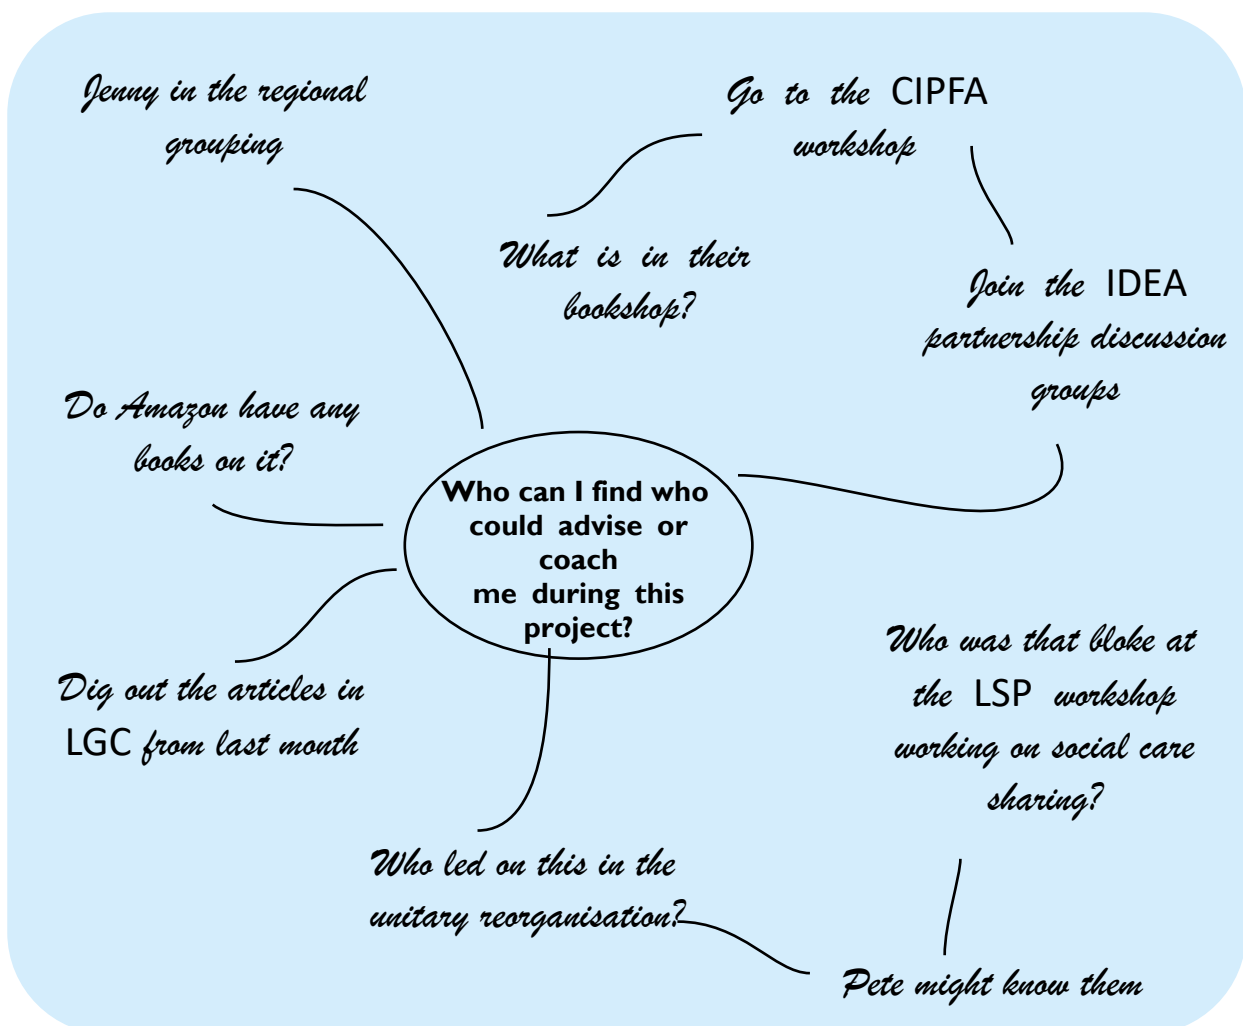 Jenny in the regional
grouping
Go to the CIPFA
workshop
What is in their
bookshop?
Join the IDEA
partnership discussion
groups
Do Amazon have any
books on it?
Who can I find who
could advise or
coach
me during this
project?
Who was that bloke at
the LSP workshop
working on social care
sharing?
Dig out the articles in
LGC from last month
Who led on this in the
unitary reorganisation?
Pete might know them